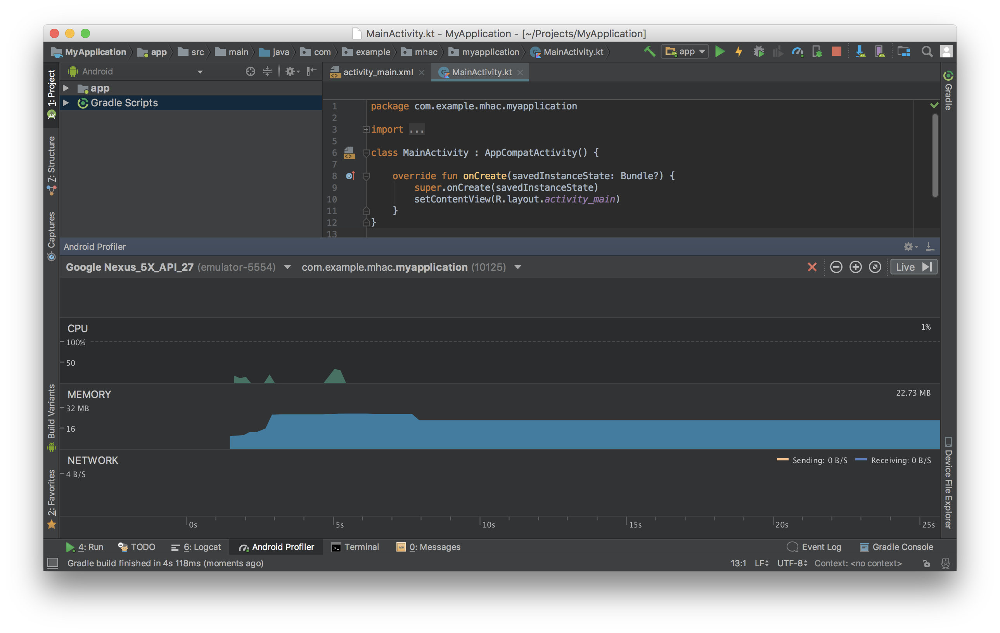 MainActivity.kt - MyApplication - [~/Projects/MyApplication]
MyApplication app src main java com example mhac myapplication MainActivity.kt app
Android
activity_main.xml MainActivity.kt
app
Gradle Scripts
1: Project
7: Structure
Captures
Build Variants
2: Favorites
1 package com.example.mhac.myapplication
2
3 import ...
5
6 class MainActivity : AppCompatActivity() {
7
8 override fun onCreate(savedInstanceState: Bundle?) {
9 super.onCreate(savedInstanceState)
10 setContentView(R.layout.activity_main)
11 }
12 }
13
Gradle
Device File Explorer
Android Profiler
Google Nexus_5X_API_27 (emulator-5554) com.example.mhac.myapplication (10125) Live
CPU 1%
100%
50
MEMORY 22.73 MB
32 MB
16
NETWORK Sending: 0 B/S Receiving: 0 B/S
4 B/S
0s 5s 10s 15s 20s 25s
4: Run TODO 6: Logcat Android Profiler Terminal 0: Messages Event Log Gradle Console
Gradle build finished in 4s 118ms (moments ago) 13:1 LF UTF-8 Context: <no context>